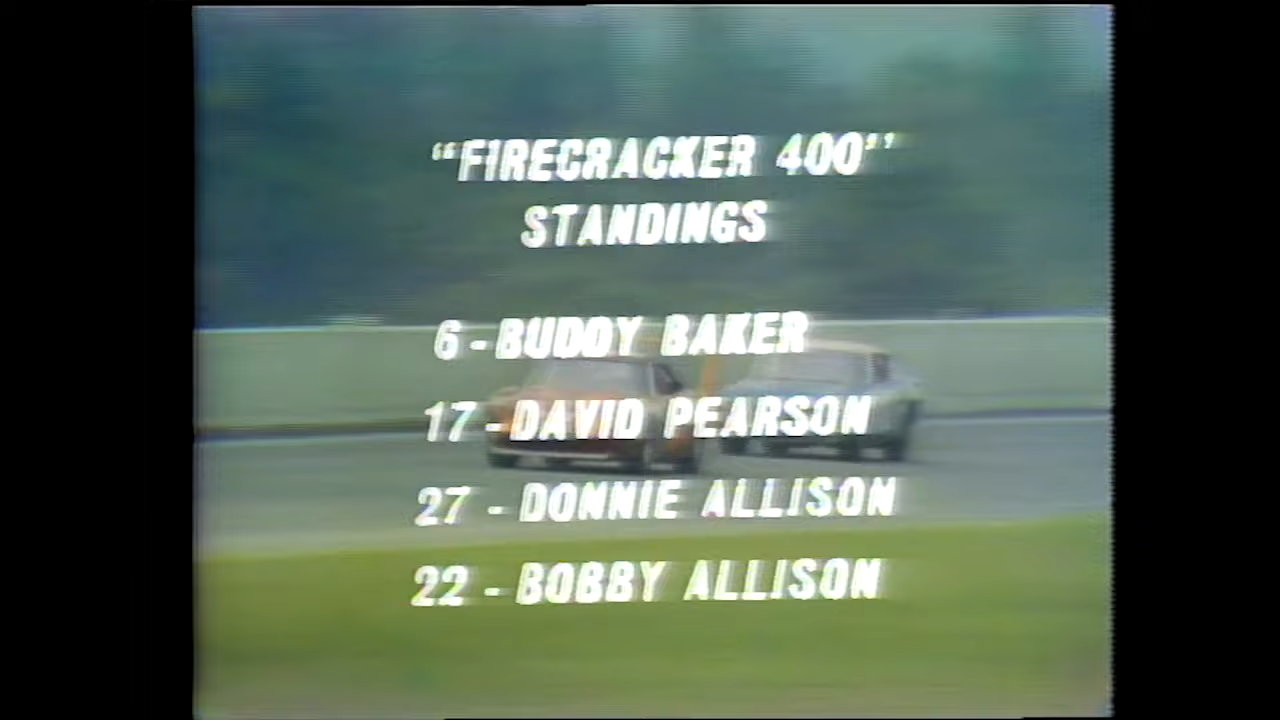 "FIRECRACKER 400"
STANDINGS
6 - BUDDY BAKER
17 - DAVID PEARSON
27 - DONNIE ALLISON
22 - BOBBY ALLISON